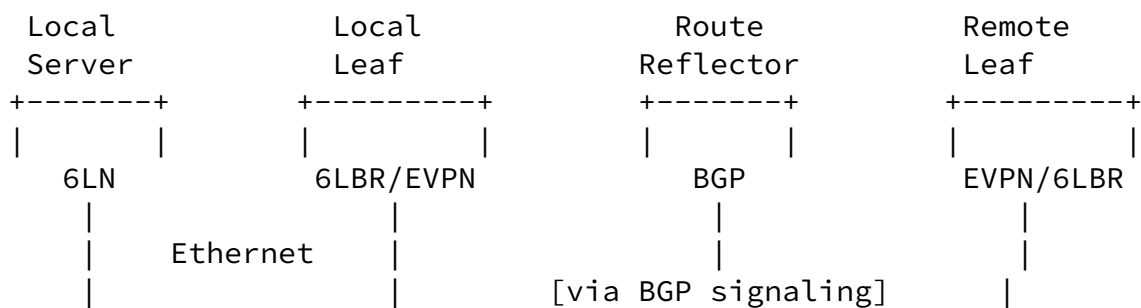 Local Local Route Remote
Server Leaf Reflector Leaf
+-------+ +---------+ +-------+ +---------+
| | | | | | | |
6LN 6LBR/EVPN BGP EVPN/6LBR
| | | |
| Ethernet | | |
| | [via BGP signaling] |